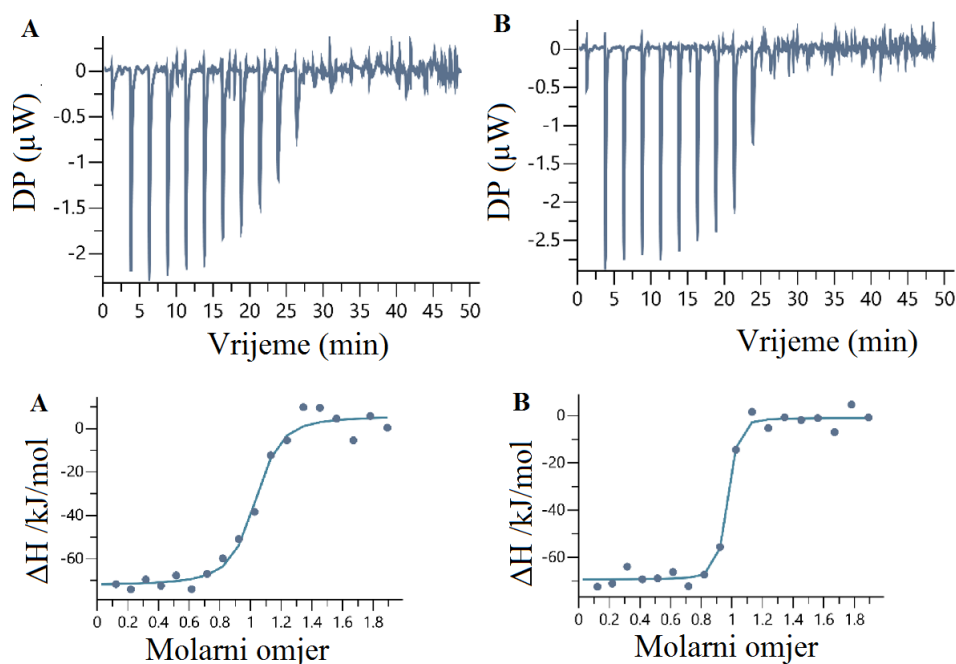 A
DP (µW)
0
-0.5
-1
-1.5
-2
0 5 10 15 20 25 30 35 40 45 50
Vrijeme (min)
B
DP (µW)
0
-0.5
-1
-1.5
-2
-2.5
0 5 10 15 20 25 30 35 40 45 50
Vrijeme (min)
A
ΔH /kJ/mol
0
-20
-40
-60
0 0.2 0.4 0.6 0.8 1 1.2 1.4 1.6 1.8
Molarni omjer
B
ΔH /kJ/mol
0
-20
-40
-60
0 0.2 0.4 0.6 0.8 1 1.2 1.4 1.6 1.8
Molarni omjer